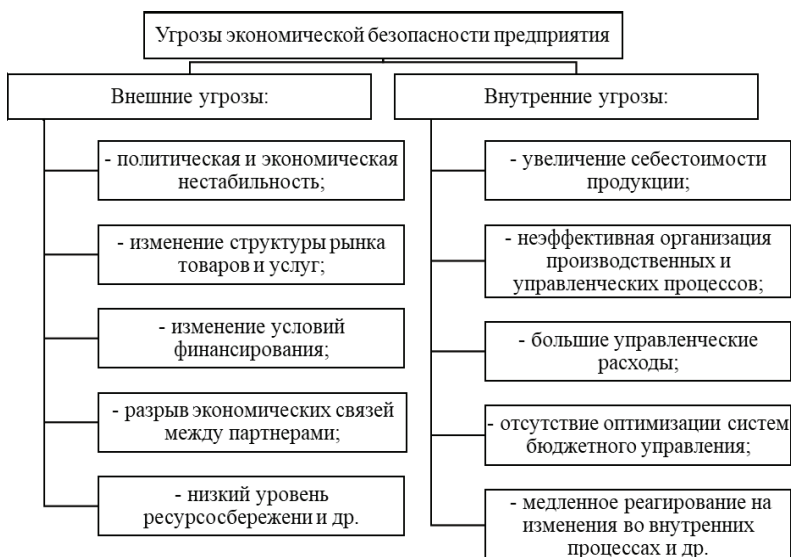 Угрозы экономической безопасности предприятия
Внешние угрозы:
- политическая и экономическая
нестабильность;
- изменение структуры рынка
товаров и услуг;
- изменение условий
финансирования;
- разрыв экономических связей
между партнерами;
- низкий уровень
ресурсосбережени и др.
Внутренние угрозы:
- увеличение себестоимости
продукции;
- неэффективная организация
производственных и
управленческих процессов;
- большие управленческие
расходы;
- отсутствие оптимизации систем
бюджетного управления;
- медленное реагирование на
изменения во внутренних
процессах и др.